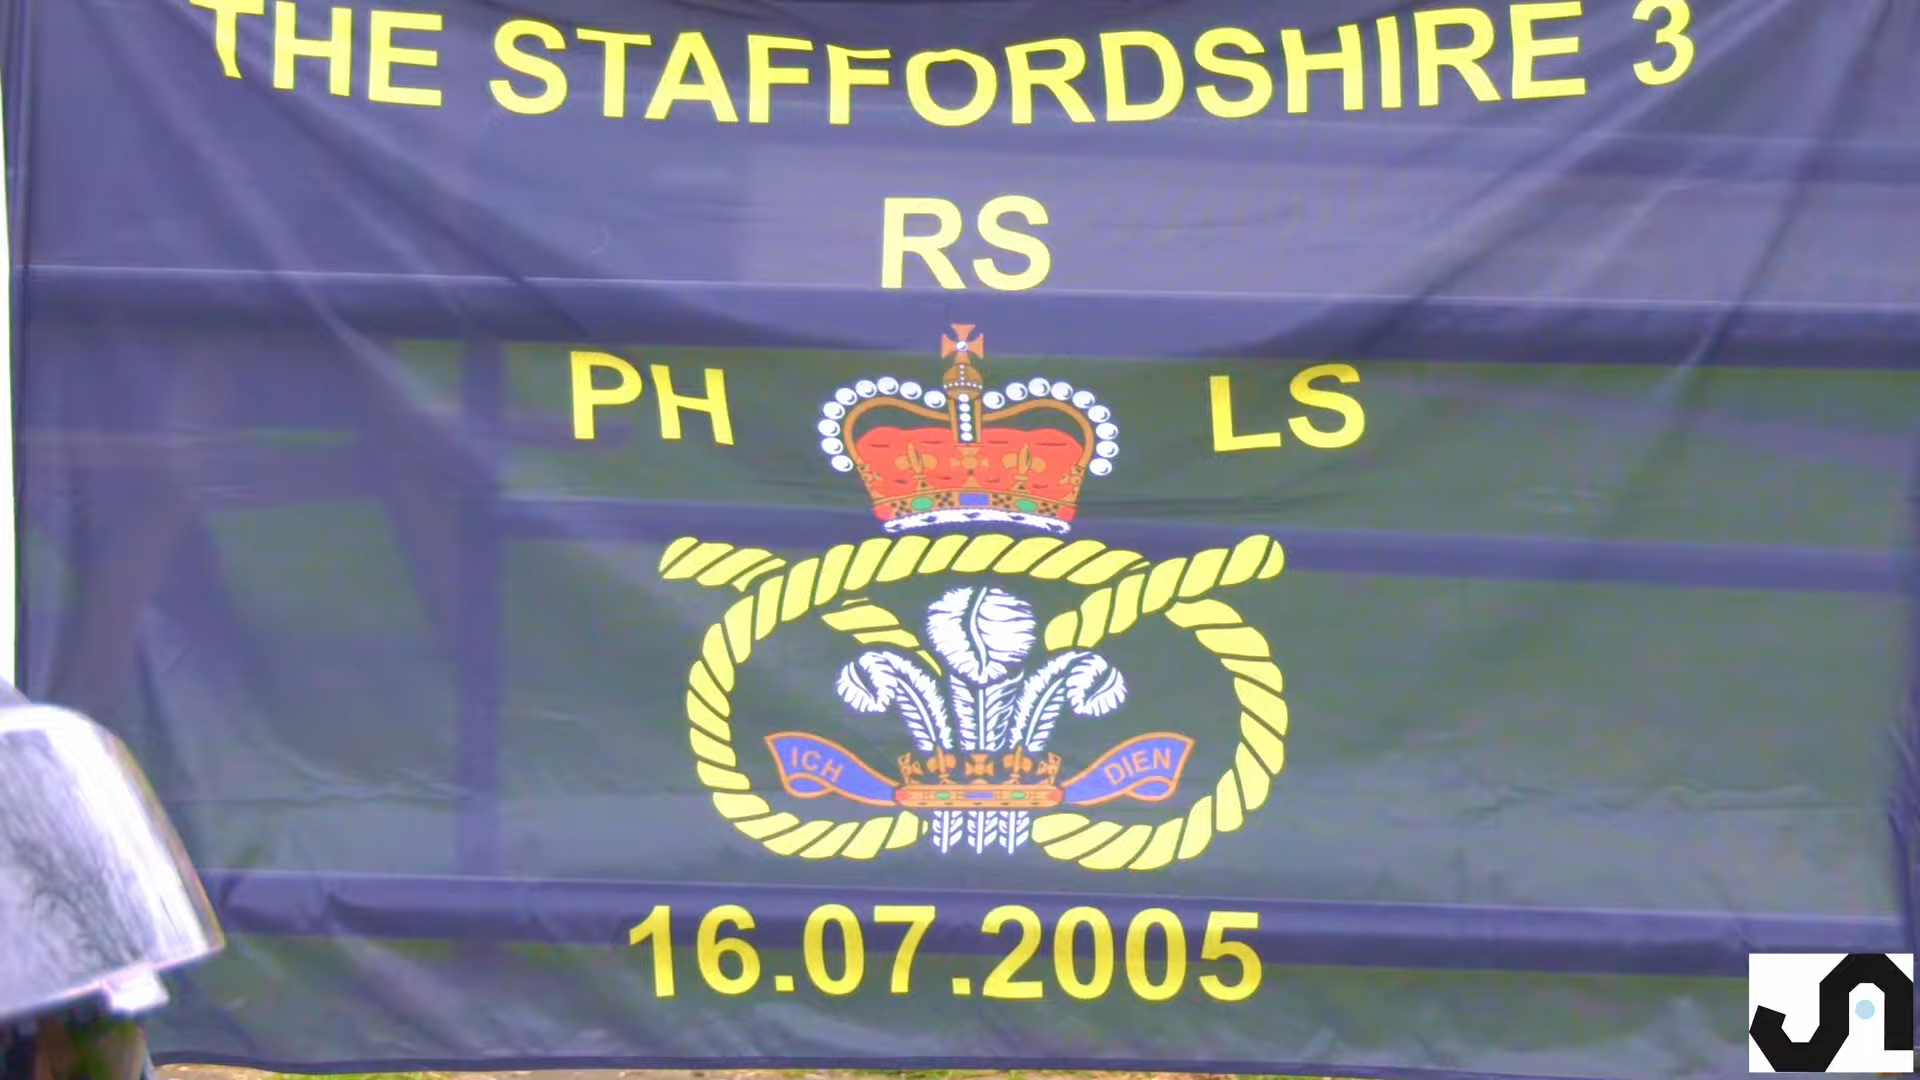 THE STAFFORDSHIRE 3
RS
PH
LS
ICH DIEN
16.07.2005